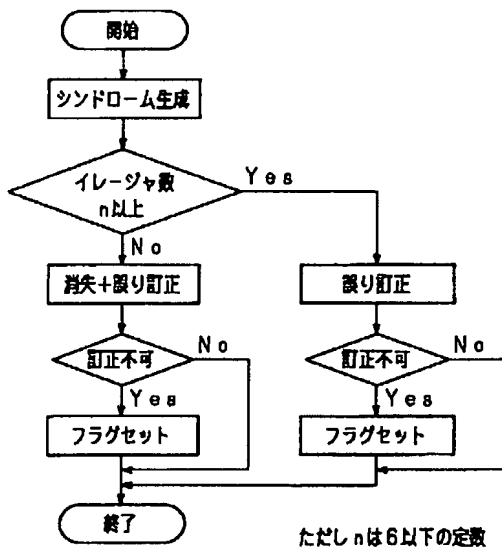 開始
シンドローム生成
イレージャ数
n以上
Yes
No
消失+誤り訂正
誤り訂正
訂正不可
No
訂正不可
No
Yes
Yes
フラグセット
フラグセット
終了
ただしnは6以下の定数